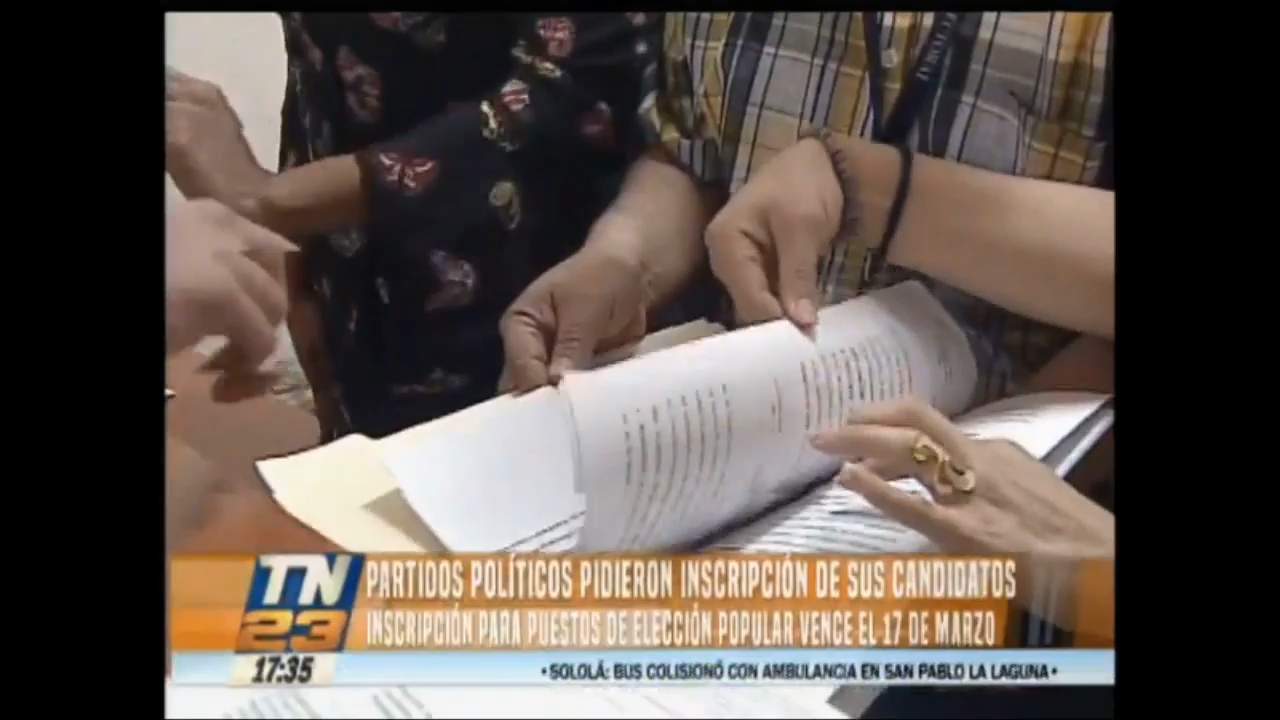 TN
23
PARTIDOS POLÍTICOS PIDIERON INSCRIPCIÓN DE SUS CANDIDATOS
INSCRIPCIÓN PARA PUESTOS DE ELECCIÓN POPULAR VENCE EL 17 DE MARZO
17:35
•SOLOLÁ: BUS COLISIONÓ CON AMBULANCIA EN SAN PABLO LA LAGUNA•